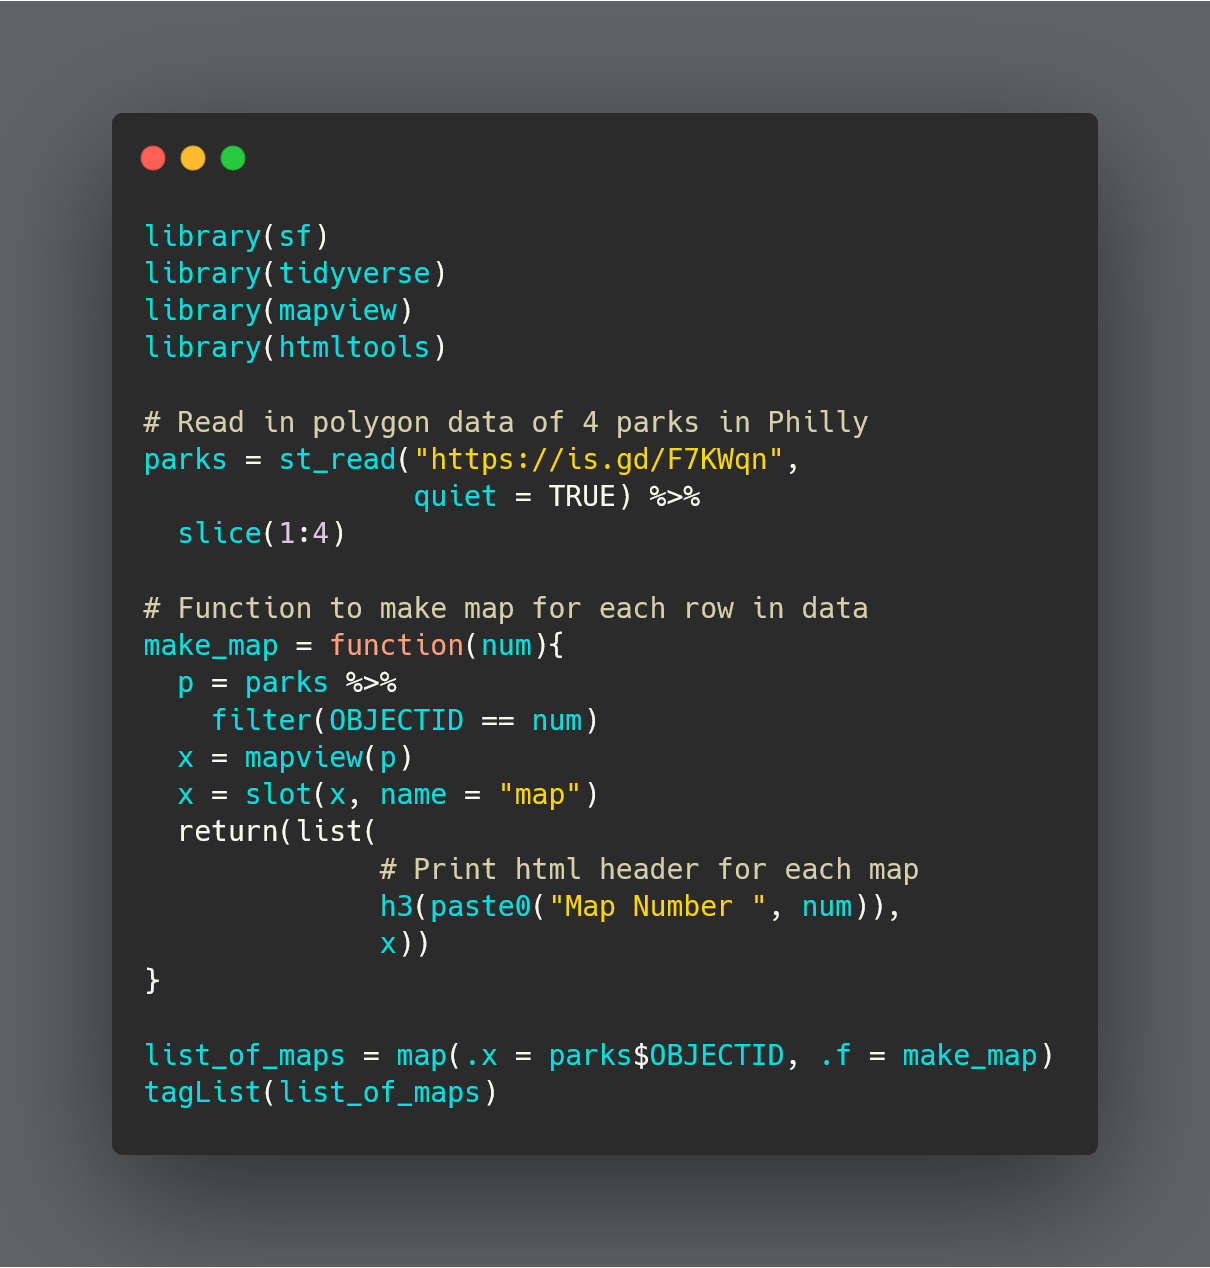 library(sf)
library(tidyverse)
library(mapview)
library(htmltools)

# Read in polygon data of 4 parks in Philly
parks = st_read("https://is.gd/F7KWqn",
                quiet = TRUE) %>%
  slice(1:4)

# Function to make map for each row in data
make_map = function(num){
  p = parks %>%
    filter(OBJECTID == num)
  x = mapview(p)
  x = slot(x, name = "map")
  return(list(
              # Print html header for each map
              h3(paste0("Map Number ", num)),
              x))
}

list_of_maps = map(.x = parks$OBJECTID, .f = make_map)
tagList(list_of_maps)